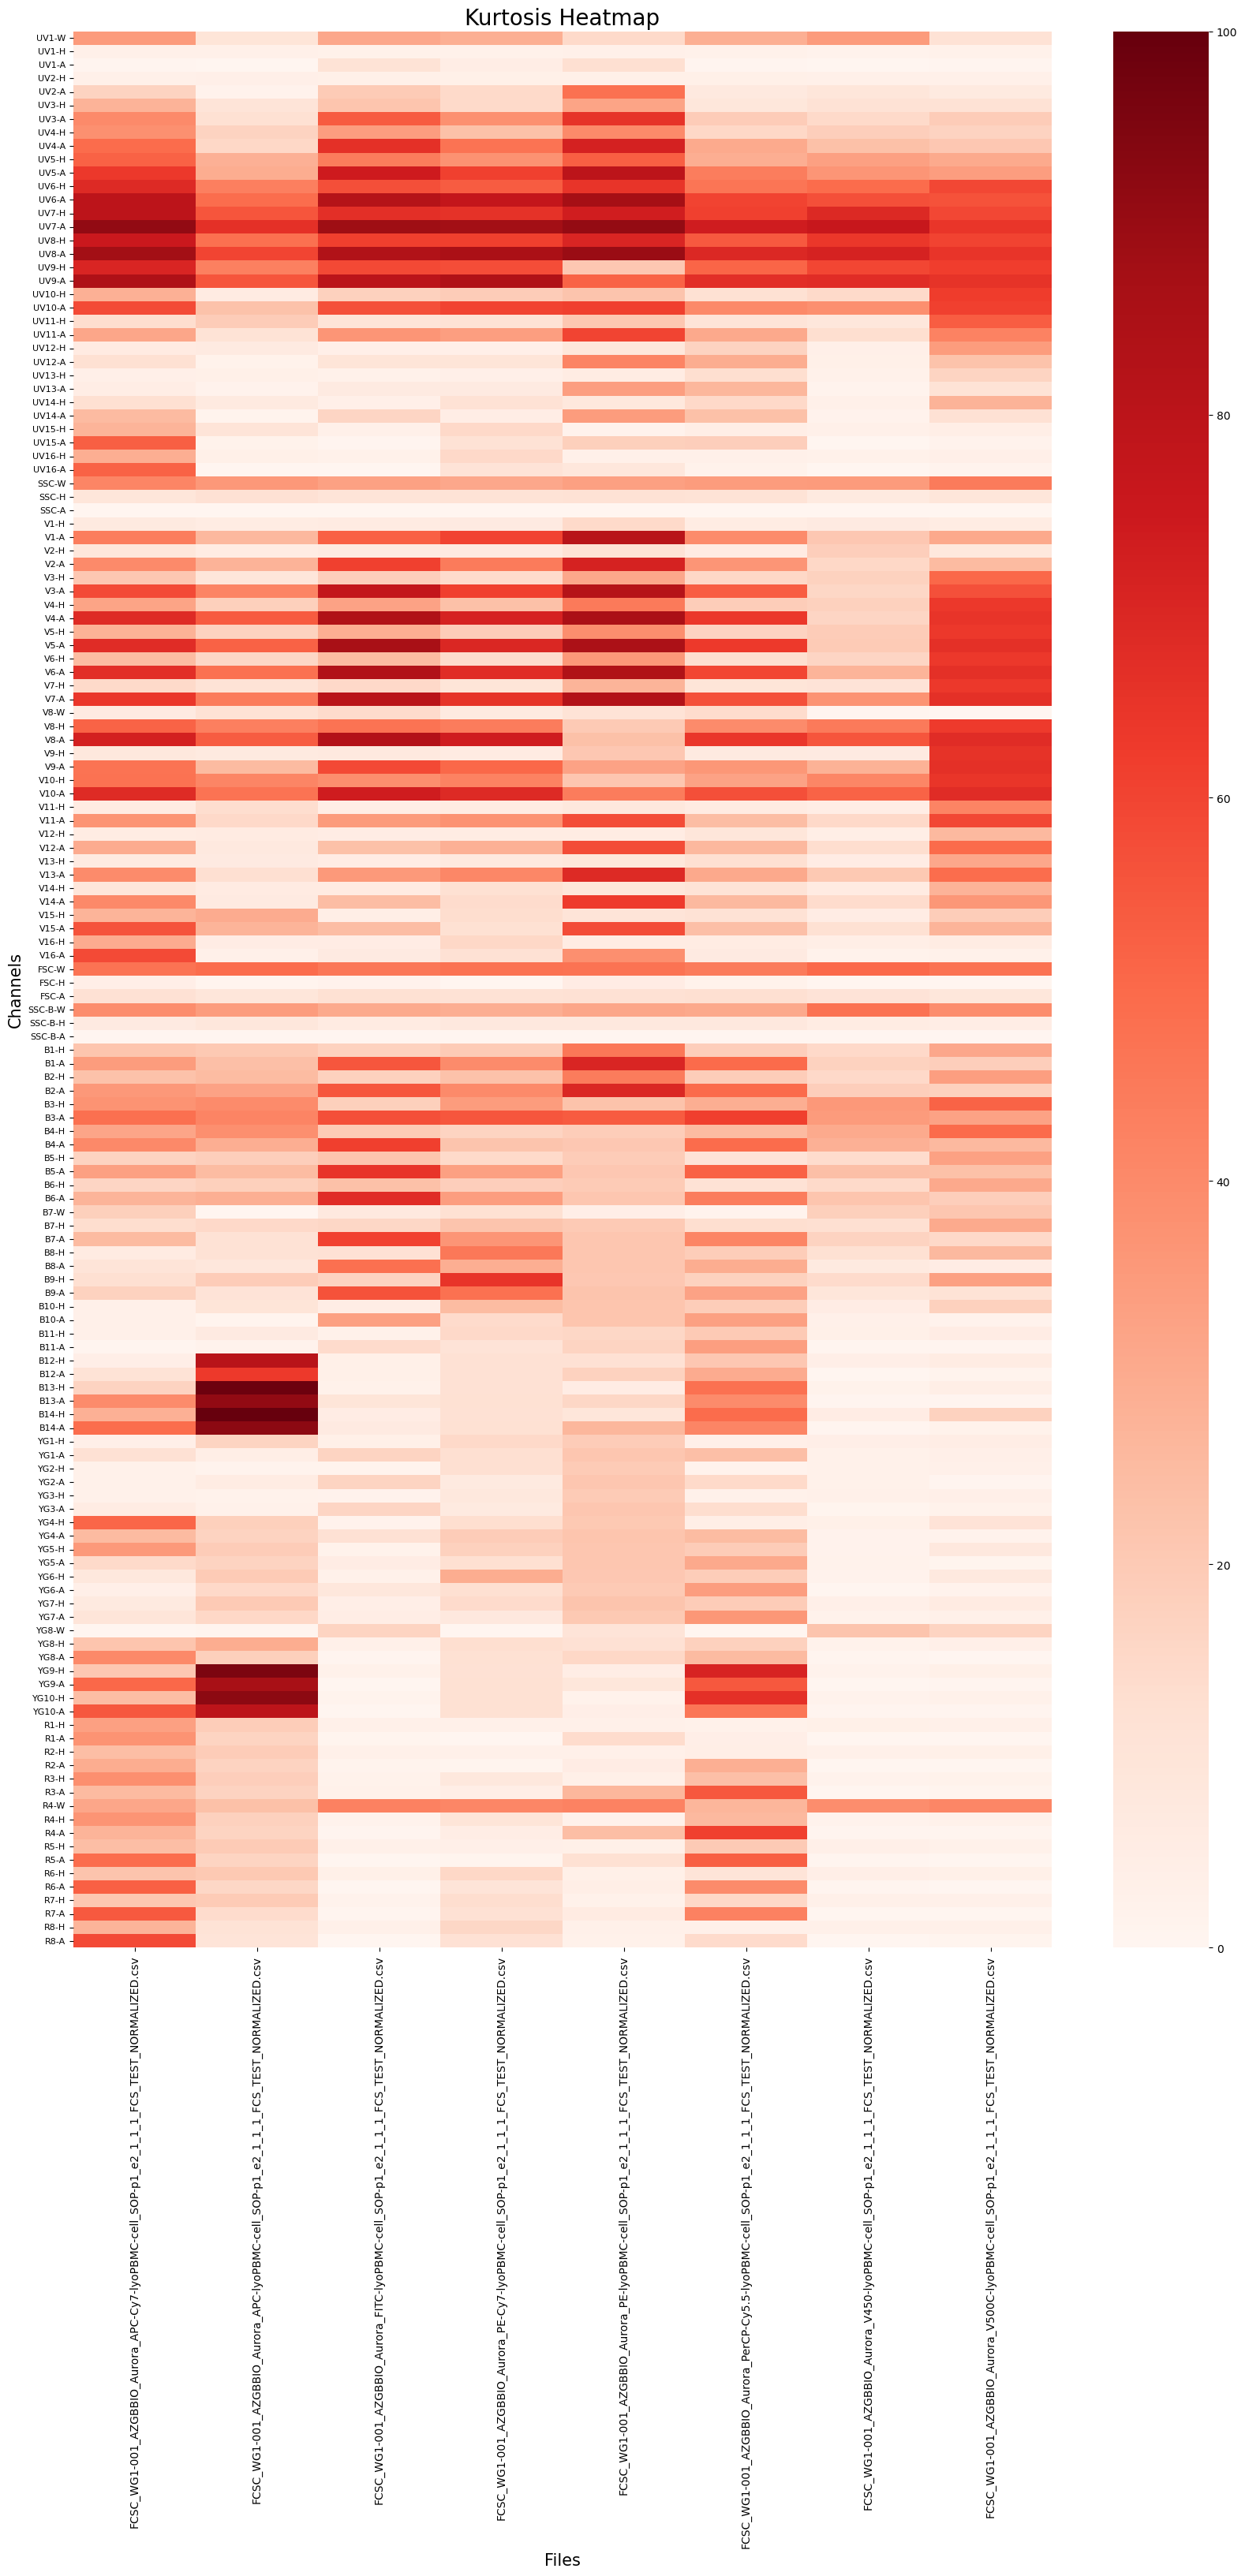 Kurtosis Heatmap
Channels
UV1-W
UV1-H
UV1-A
UV2-H
UV2-A
UV3-H
UV3-A
UV4-H
UV4-A
UV5-H
UV5-A
UV6-H
UV6-A
UV7-H
UV7-A
UV8-H
UV8-A
UV9-H
UV9-A
UV10-H
UV10-A
UV11-H
UV11-A
UV12-H
UV12-A
UV13-H
UV13-A
UV14-H
UV14-A
UV15-H
UV15-A
UV16-H
UV16-A
SSC-W
SSC-H
SSC-A
V1-H
V1-A
V2-H
V2-A
V3-H
V3-A
V4-H
V4-A
V5-H
V5-A
V6-H
V6-A
V7-H
V7-A
V8-W
V8-H
V8-A
V9-H
V9-A
V10-H
V10-A
V11-H
V11-A
V12-H
V12-A
V13-H
V13-A
V14-H
V14-A
V15-H
V15-A
V16-H
V16-A
FSC-W
FSC-H
FSC-A
SSC-B-W
SSC-B-H
SSC-B-A
B1-H
B1-A
B2-H
B2-A
B3-H
B3-A
B4-H
B4-A
B5-H
B5-A
B6-H
B6-A
B7-W
B7-H
B7-A
B8-H
B8-A
B9-H
B9-A
B10-H
B10-A
B11-H
B11-A
B12-H
B12-A
B13-H
B13-A
B14-H
B14-A
YG1-H
YG1-A
YG2-H
YG2-A
YG3-H
YG3-A
YG4-H
YG4-A
YG5-H
YG5-A
YG6-H
YG6-A
YG7-H
YG7-A
YG8-W
YG8-H
YG8-A
YG9-H
YG9-A
YG10-H
YG10-A
R1-H
R1-A
R2-H
R2-A
R3-H
R3-A
R4-W
R4-H
R4-A
R5-H
R5-A
R6-H
R6-A
R7-H
R7-A
R8-H
R8-A
100
80
60
40
20
0
FCSC_WG1-001_AZGBBIO_Aurora_APC-Cy7-lyoPBMC-cell_SOP-p1_e2_1_1_1_FCS_TEST_NORMALIZED.csv
FCSC_WG1-001_AZGBBIO_Aurora_APC-lyoPBMC-cell_SOP-p1_e2_1_1_1_FCS_TEST_NORMALIZED.csv
FCSC_WG1-001_AZGBBIO_Aurora_FITC-lyoPBMC-cell_SOP-p1_e2_1_1_1_FCS_TEST_NORMALIZED.csv
FCSC_WG1-001_AZGBBIO_Aurora_PE-Cy7-lyoPBMC-cell_SOP-p1_e2_1_1_1_FCS_TEST_NORMALIZED.csv
FCSC_WG1-001_AZGBBIO_Aurora_PE-lyoPBMC-cell_SOP-p1_e2_1_1_1_FCS_TEST_NORMALIZED.csv
FCSC_WG1-001_AZGBBIO_Aurora_PerCP-Cy5.5-lyoPBMC-cell_SOP-p1_e2_1_1_1_FCS_TEST_NORMALIZED.csv
FCSC_WG1-001_AZGBBIO_Aurora_V450-lyoPBMC-cell_SOP-p1_e2_1_1_1_FCS_TEST_NORMALIZED.csv
FCSC_WG1-001_AZGBBIO_Aurora_V500C-lyoPBMC-cell_SOP-p1_e2_1_1_1_FCS_TEST_NORMALIZED.csv
Files